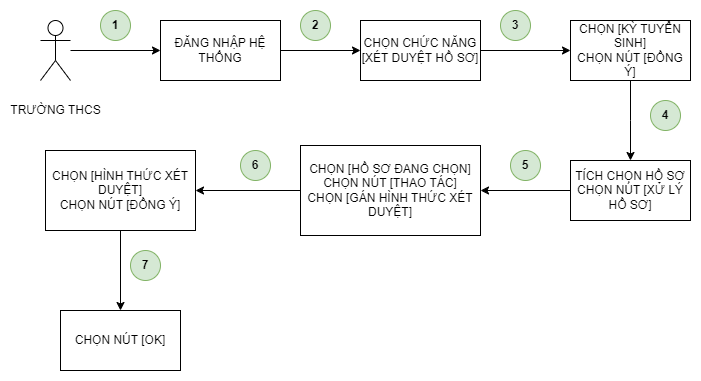 1
2
3
ĐĂNG NHẬP HỆ
THỐNG
CHỌN CHỨC NĂNG
[XÉT DUYỆT HỒ SƠ]
CHỌN [KỲ TUYỂN
SINH]
CHỌN NÚT [ĐỒNG
Ý]
TRƯỜNG THCS
4
TÍCH CHỌN HỒ SƠ
CHỌN NÚT [XỬ LÝ
HỒ SƠ]
5
CHỌN [HỒ SƠ ĐANG CHỌN]
CHỌN NÚT [THAO TÁC]
CHỌN [GÁN HÌNH THỨC XÉT
DUYỆT]
6
CHỌN [HÌNH THỨC XÉT
DUYỆT]
CHỌN NÚT [ĐỒNG Ý]
7
CHỌN NÚT [OK]